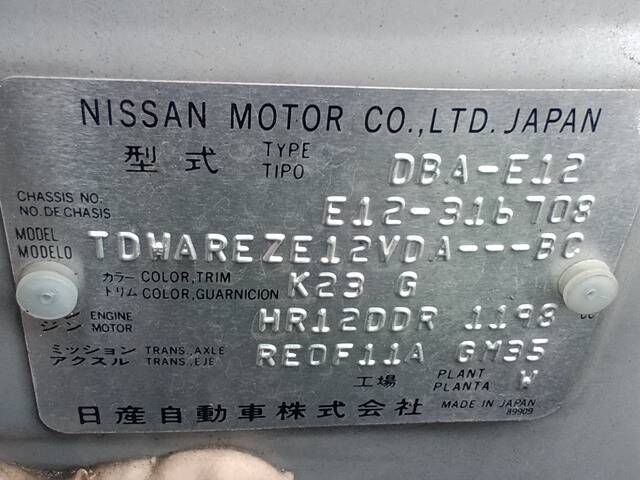 NISSAN MOTOR CO.,LTD. JAPAN
型式 TYPE TIPO DBA-E12
CHASSIS NO. NO. DE CHASIS E12-316708
MODEL MODELO TDWAREZE12VDA---BC
カラー トリム COLOR,TRIM COLOR,GUARNICION K23 G
ジン ENGINE MOTOR HR12DDR 1198 cc
ミッション アクスル TRANS.,AXLE TRANS.,EJE RE0F11A GM35
工場 PLANT PLANTA W
日産自動車株式会社 MADE IN JAPAN
89909